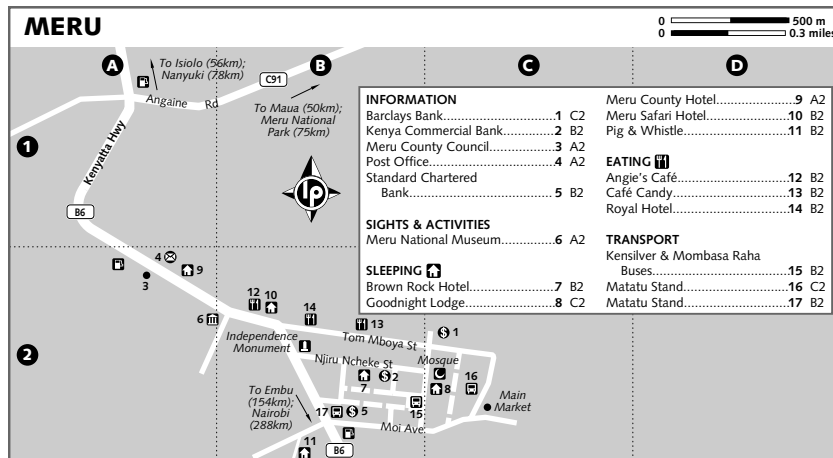 MERU
0 500 m
0 0.3 miles
A
B
C
D
1
2
To Isiolo (56km);
Nanyuki (78km)
C91
Angaine Rd
To Maua (50km);
Meru National
Park (75km)
Kenyatta Hwy
B6
lp
INFORMATION
Barclays Bank 1 C2
Kenya Commercial Bank 2 B2
Meru County Council 3 A2
Post Office 4 A2
Standard Chartered
Bank 5 B2
SIGHTS & ACTIVITIES
Meru National Museum 6 A2
SLEEPING
Brown Rock Hotel 7 B2
Goodnight Lodge 8 C2
Meru County Hotel 9 A2
Meru Safari Hotel 10 B2
Pig & Whistle 11 B2
EATING
Angie's Café 12 B2
Café Candy 13 B2
Royal Hotel 14 B2
TRANSPORT
Kensilver & Mombasa Raha
Buses 15 B2
Matatu Stand 16 C2
Matatu Stand 17 B2
4
9
3
12
10
14
6
13
$ 1
Independence
Monument
Tom Mboya St
Njiru Ncheke St
Mosque
7
$ 2
8
16
Main
Market
To Embu
(154km);
Nairobi
(288km)
17
$ 5
15
Moi Ave
11
B6